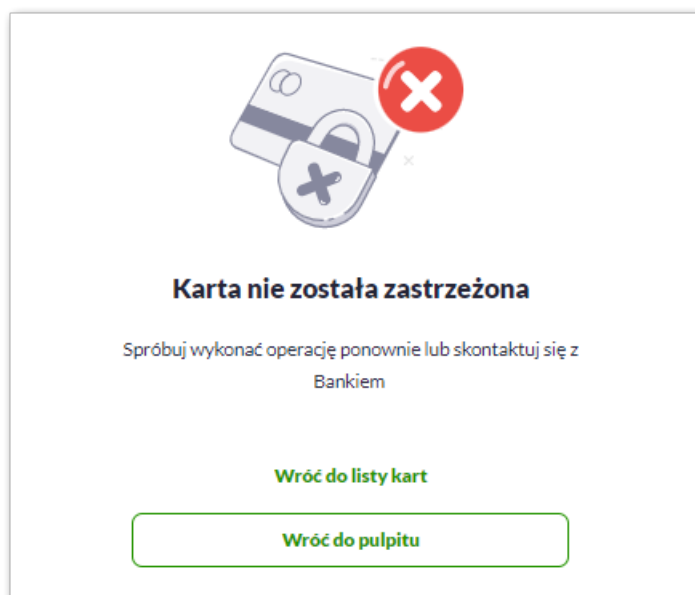 Karta nie została zastrzeżona
Spróbuj wykonać operację ponownie lub skontaktuj się z
Bankiem
Wróć do listy kart
Wróć do pulpitu